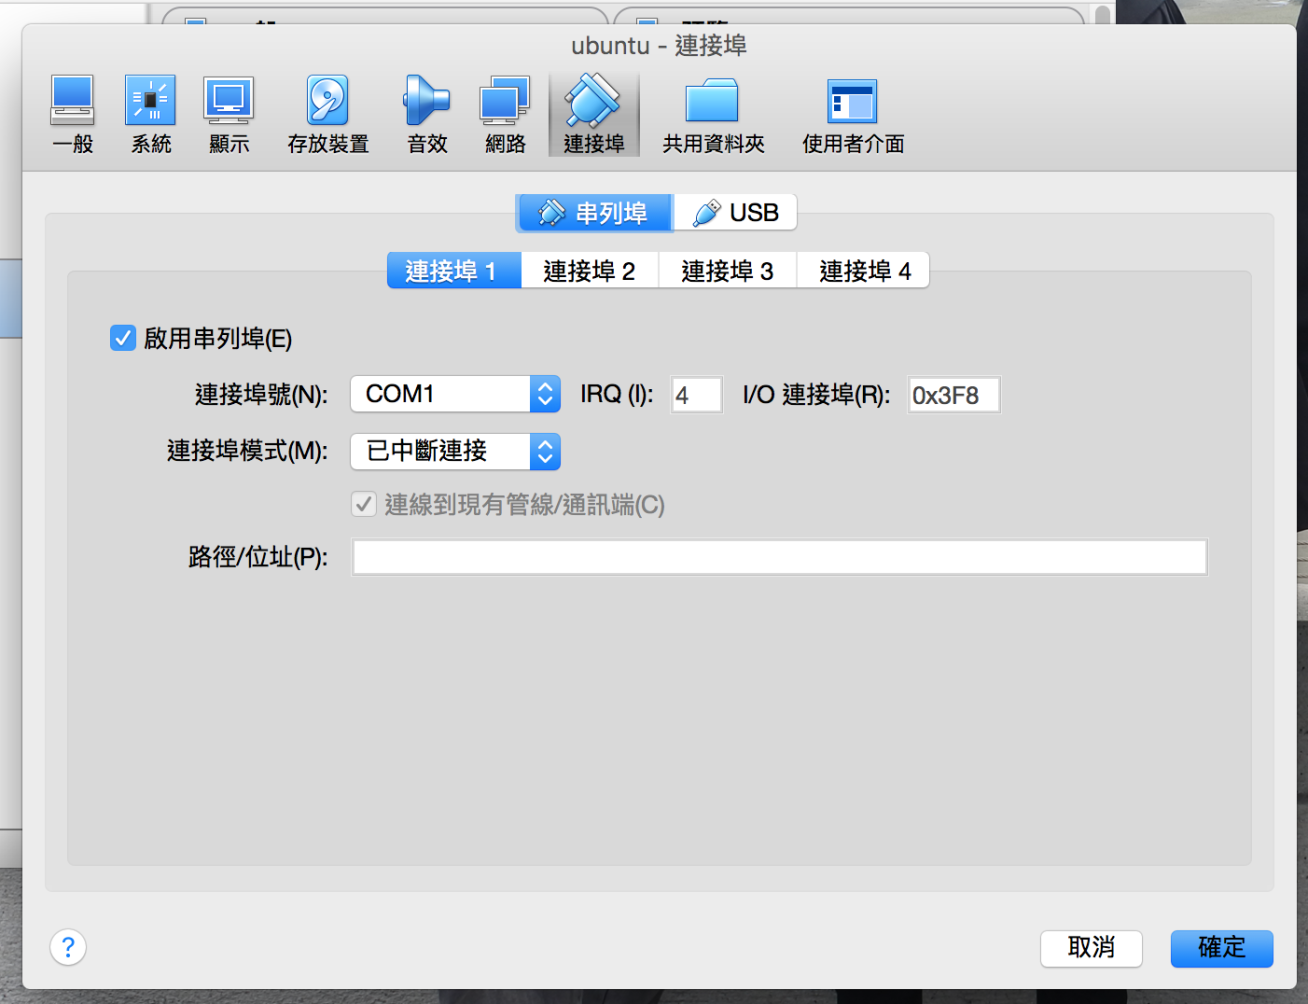 ubuntu - 連接埠
一般 系統 顯示 存放裝置 音效 網路 連接埠 共用資料夾 使用者介面
串列埠 USB
連接埠 1 連接埠 2 連接埠 3 連接埠 4
啟用串列埠(E)
連接埠號(N): COM1 IRQ (I): 4 I/O 連接埠(R): 0x3F8
連接埠模式(M): 已中斷連接
連線到現有管線/通訊端(C)
路徑/位址(P):
? 取消 確定